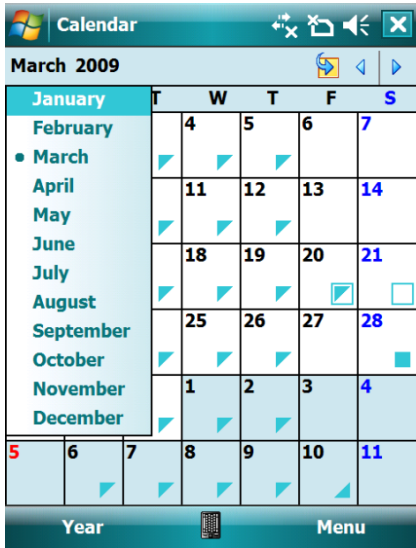 Calendar
March 2009
T W T F S
January
February
March
April
May
June
July
August
September
October
November
December
4 5 6 7
11 12 13 14
18 19 20 21
25 26 27 28
1 2 3 4
5 6 7 8 9 10 11
Year Menu